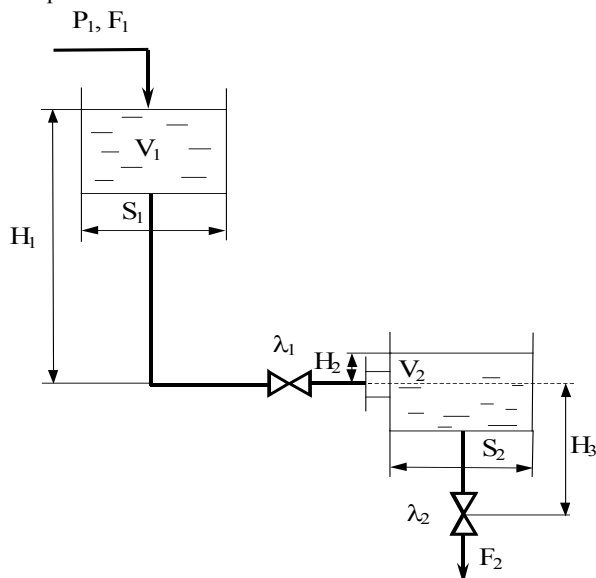 P₁, F₁
V₁
S₁
H₁
λ₁
H₂
V₂
S₂
H₃
λ₂
F₂